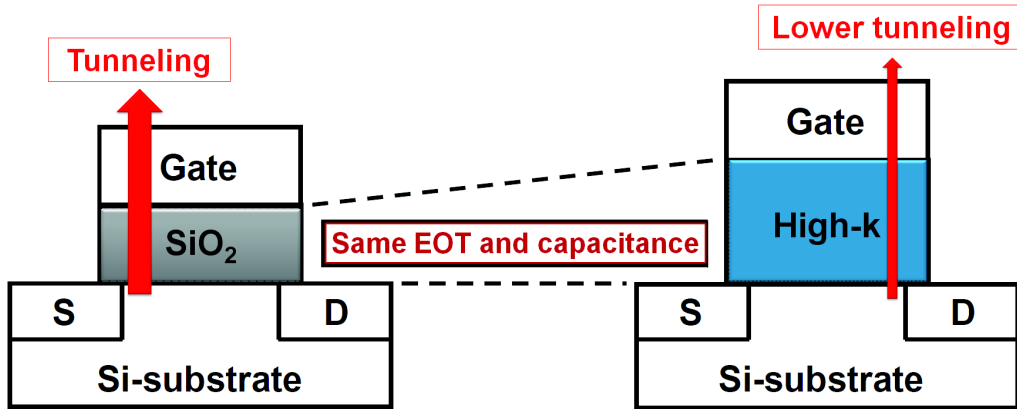 Tunneling
Gate
SiO₂
S
D
Si-substrate
Same EOT and capacitance
Lower tunneling
Gate
High-k
S
D
Si-substrate